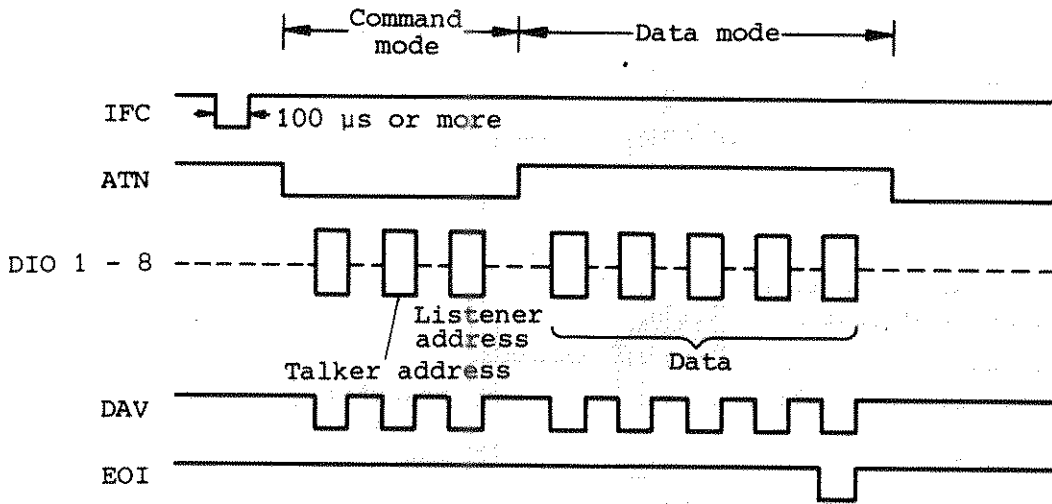 Command
mode
Data mode
IFC
100 µs or more
ATN
DIO 1 - 8
Listener
address
Talker address
Data
DAV
EOI